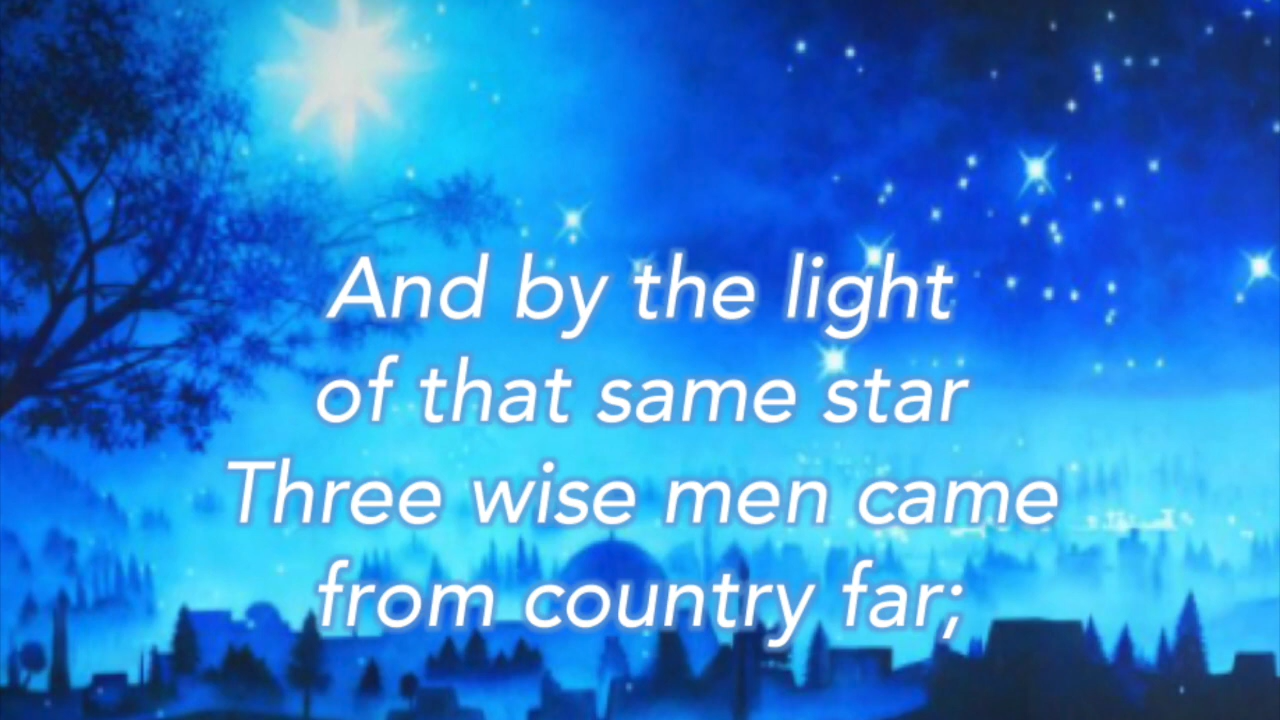 And by the light
of that same star
Three wise men came
from country far;